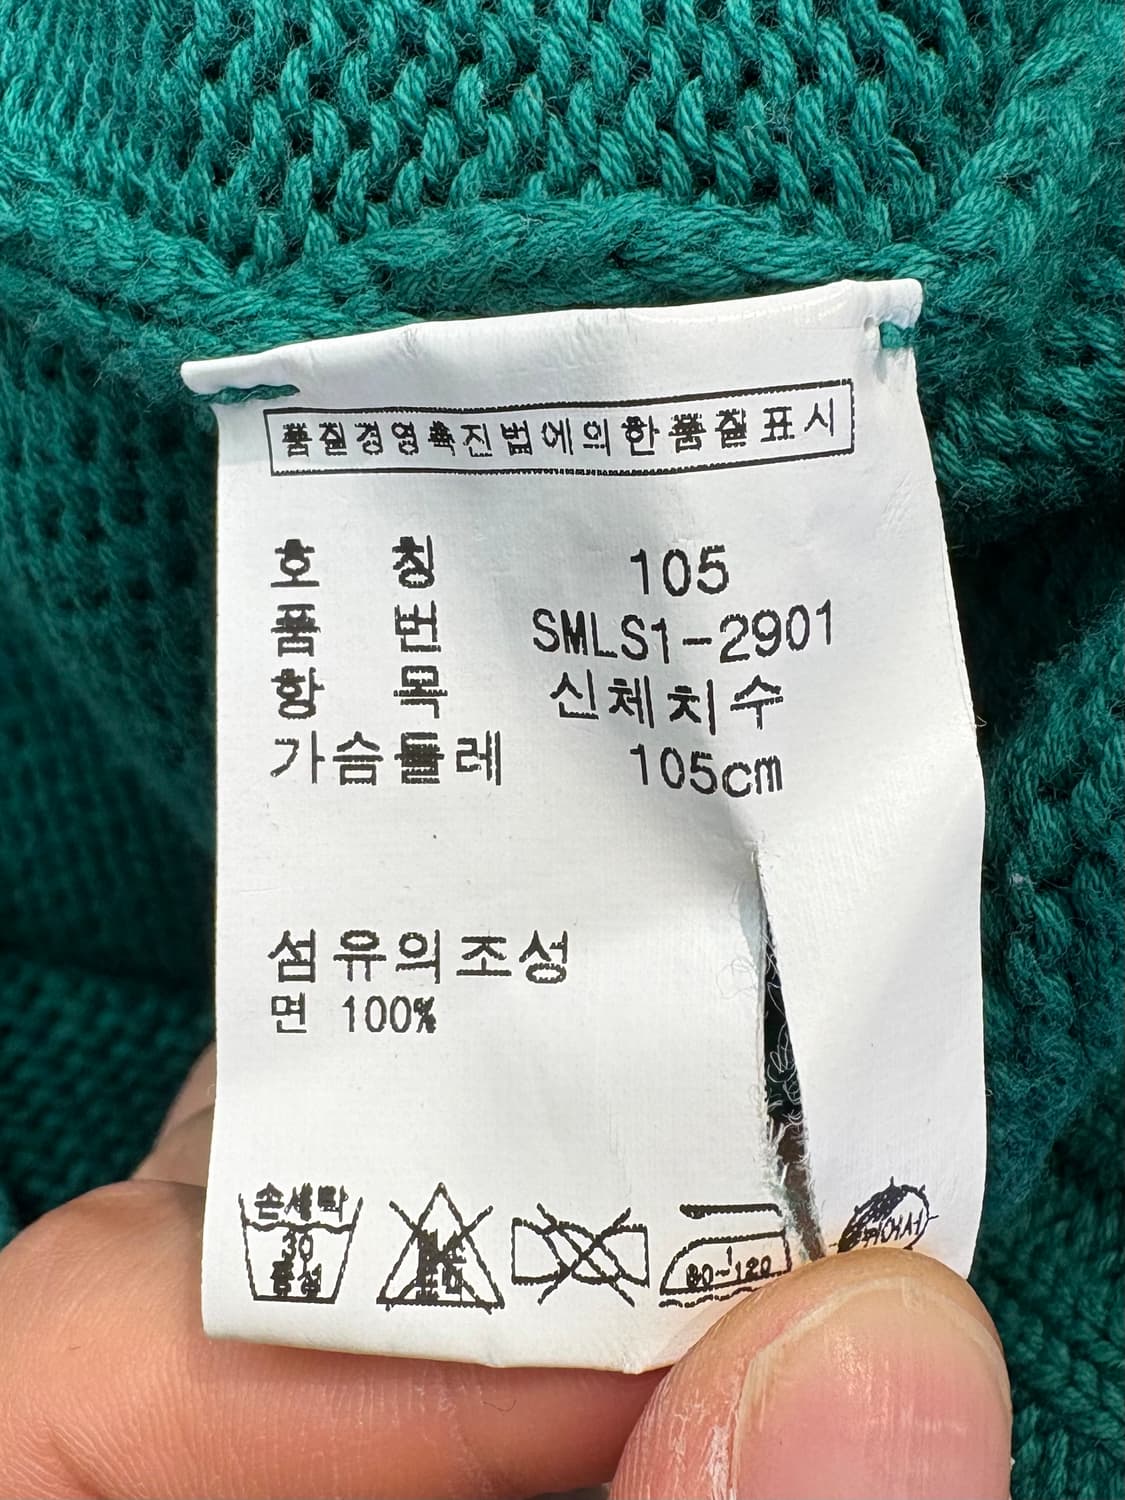 품질경영촉진법에의한품질표시
호 칭 105
품 번 SMLS1-2901
항 목 신체치수
가슴둘레 105cm
섬유의조성
면 100%
손세탁
30
중성
80~120